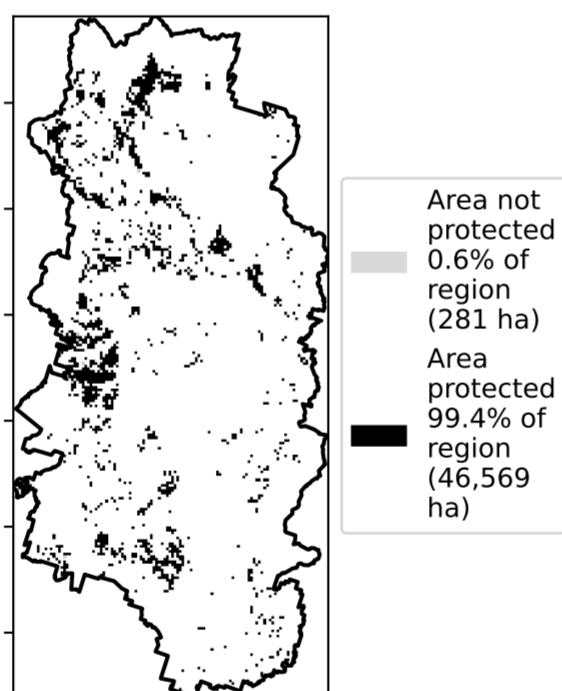 Area not
protected
0.6% of
region
(281 ha)
Area
protected
99.4% of
region
(46,569
ha)